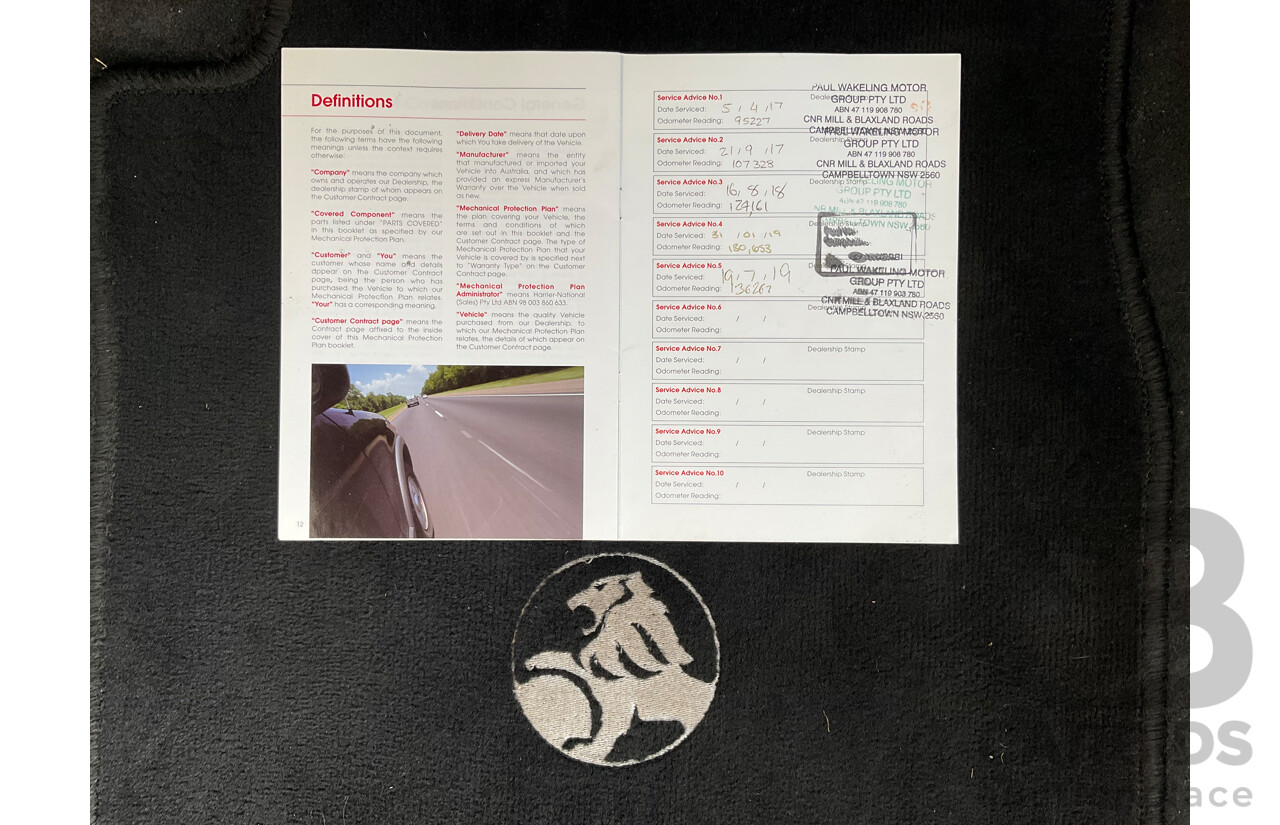 Definitions
For the purposes of this document,
the following terms have the following
meanings unless the context requires
otherwise:
"Company" means the company which
owns and operates our Dealership, the
dealership stamp of whom appears on
the Customer Contract page.
"Covered Component" means the
parts listed under "PARTS COVERED"
in this booklet as specified by our
Mechanical Protection Plan.
"Customer" and "You" means the
customer whose name and details
appear on the Customer Contract
page, being the person who has
purchased the Vehicle to which our
Mechanical Protection Plan relates.
"Your" has a corresponding meaning.
"Customer Contract page" means the
Contract page affixed to the inside
cover of this Mechanical Protection
Plan booklet.
"Delivery Date" means that date upon
which You take delivery of the Vehicle.
"Manufacturer" means the entity
that manufactured or imported your
Vehicle into Australia, and which has
provided an express Manufacturer's
Warranty over the Vehicle when sold
as new.
"Mechanical Protection Plan" means
the plan covering your Vehicle, the
terms and conditions of which
are set out in this booklet and the
Customer Contract page. The type of
Mechanical Protection Plan that your
Vehicle is covered by is specified next
to "Warranty Type" on the Customer
Contract page.
"Mechanical Protection Plan
Administrator" means Harrier-National
(Sales) Pty Ltd ABN 98 003 860 633.
"Vehicle" means the quality Vehicle
purchased from our Dealership, to
which our Mechanical Protection Plan
relates, the details of which appear on
the Customer Contract page.
12
Service Advice No.1
Date Serviced: 5 / 4 / 17
Odometer Reading: 95227
PAUL WAKELING MOTOR
GROUP PTY LTD
ABN 47 119 908 780
CNR MILL & BLAXLAND ROADS
CAMPBELLTOWN NSW 2560
Service Advice No.2
Date Serviced: 21 / 9 / 17
Odometer Reading: 107328
PAUL WAKELING MOTOR
GROUP PTY LTD
ABN 47 119 908 780
CNR MILL & BLAXLAND ROADS
CAMPBELLTOWN NSW 2560
Service Advice No.3 Dealership Stamp
Date Serviced: 16 / 8 / 18
Odometer Reading: 124,161
GROUP PTY LTD
Service Advice No.4
Date Serviced: 31 / 01 / 19
Odometer Reading: 130,653
Service Advice No.5
Date Serviced: 19 / 7 / 19
Odometer Reading: 136267
PAUL WAKELING MOTOR
GROUP PTY LTD
ABN 47 119 908 780
CNR MILL & BLAXLAND ROADS
CAMPBELLTOWN NSW 2560
Service Advice No.6
Date Serviced: / /
Odometer Reading:
Service Advice No.7 Dealership Stamp
Date Serviced: / /
Odometer Reading:
Service Advice No.8 Dealership Stamp
Date Serviced: / /
Odometer Reading:
Service Advice No.9 Dealership Stamp
Date Serviced: / /
Odometer Reading:
Service Advice No.10 Dealership Stamp
Date Serviced: / /
Odometer Reading: